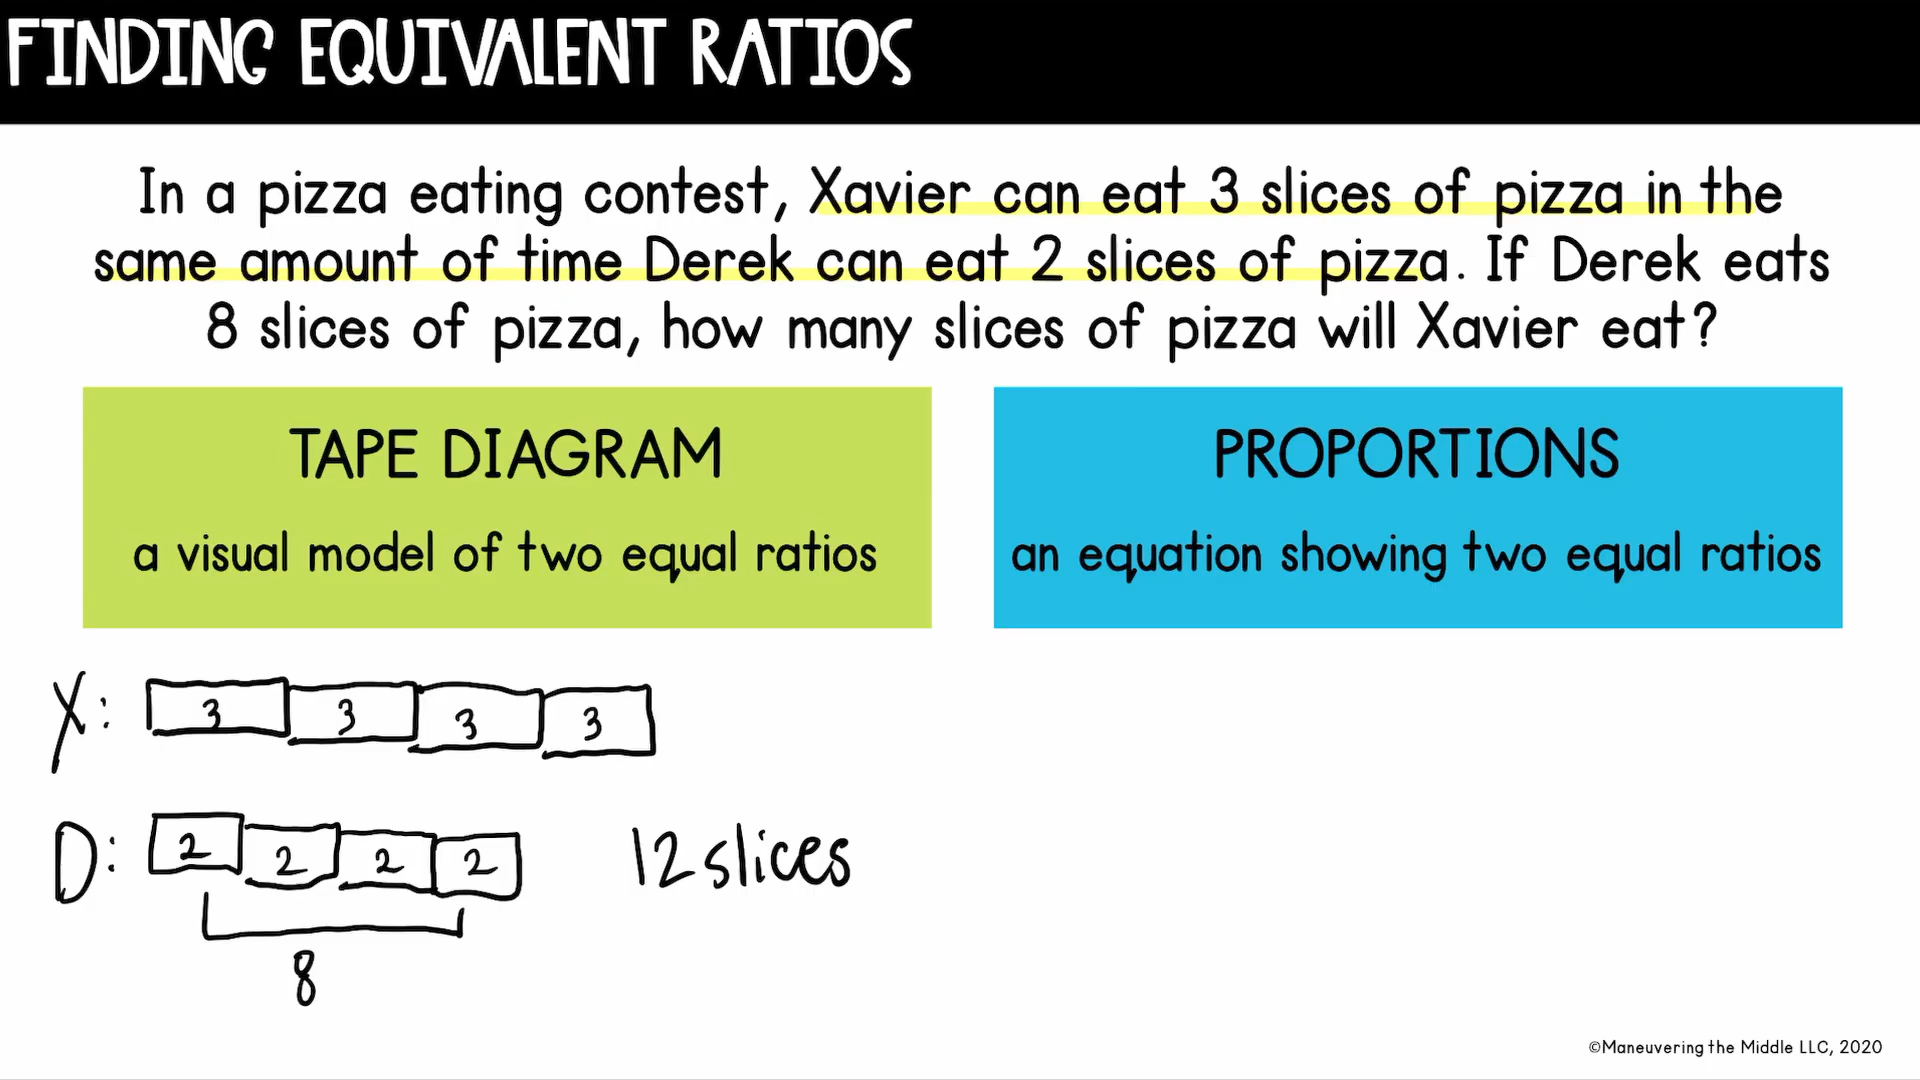 FINDING EQUIVALENT RATIOS
In a pizza eating contest, Xavier can eat 3 slices of pizza in the
same amount of time Derek can eat 2 slices of pizza. If Derek eats
8 slices of pizza, how many slices of pizza will Xavier eat?
TAPE DIAGRAM
a visual model of two equal ratios
PROPORTIONS
an equation showing two equal ratios
X: 3 3 3 3
D: 2 2 2 2
12 slices
8
©Maneuvering the Middle LLC, 2020